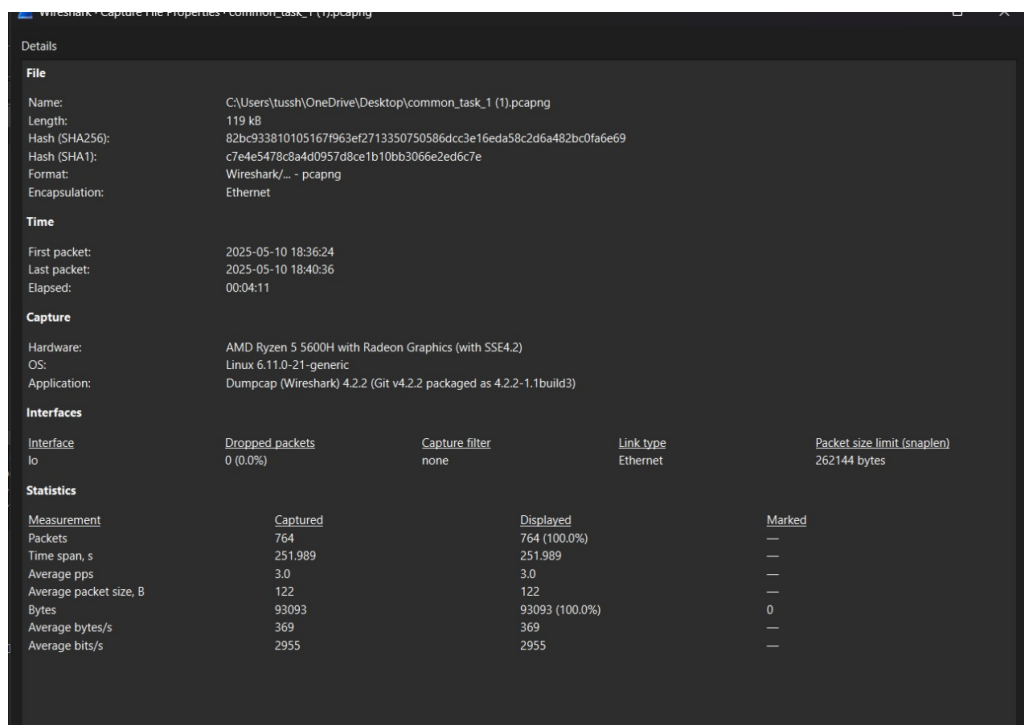 Wireshark · Capture File Properties · common_task_1 (1).pcapng
Details
File
Name: C:\Users\tussh\OneDrive\Desktop\common_task_1 (1).pcapng
Length: 119 kB
Hash (SHA256): 82bc933810105167f963ef2713350750586dcc3e16eda58c2d6a482bc0fa6e69
Hash (SHA1): c7e4e5478c8a4d0957d8ce1b10bb3066e2ed6c7e
Format: Wireshark/... - pcapng
Encapsulation: Ethernet
Time
First packet: 2025-05-10 18:36:24
Last packet: 2025-05-10 18:40:36
Elapsed: 00:04:11
Capture
Hardware: AMD Ryzen 5 5600H with Radeon Graphics (with SSE4.2)
OS: Linux 6.11.0-21-generic
Application: Dumpcap (Wireshark) 4.2.2 (Git v4.2.2 packaged as 4.2.2-1.1build3)
Interfaces
Interface Dropped packets Capture filter Link type Packet size limit (snaplen)
lo 0 (0.0%) none Ethernet 262144 bytes
Statistics
Measurement Captured Displayed Marked
Packets 764 764 (100.0%) —
Time span, s 251.989 251.989 —
Average pps 3.0 3.0 —
Average packet size, B 122 122 —
Bytes 93093 93093 (100.0%) 0
Average bytes/s 369 369 —
Average bits/s 2955 2955 —